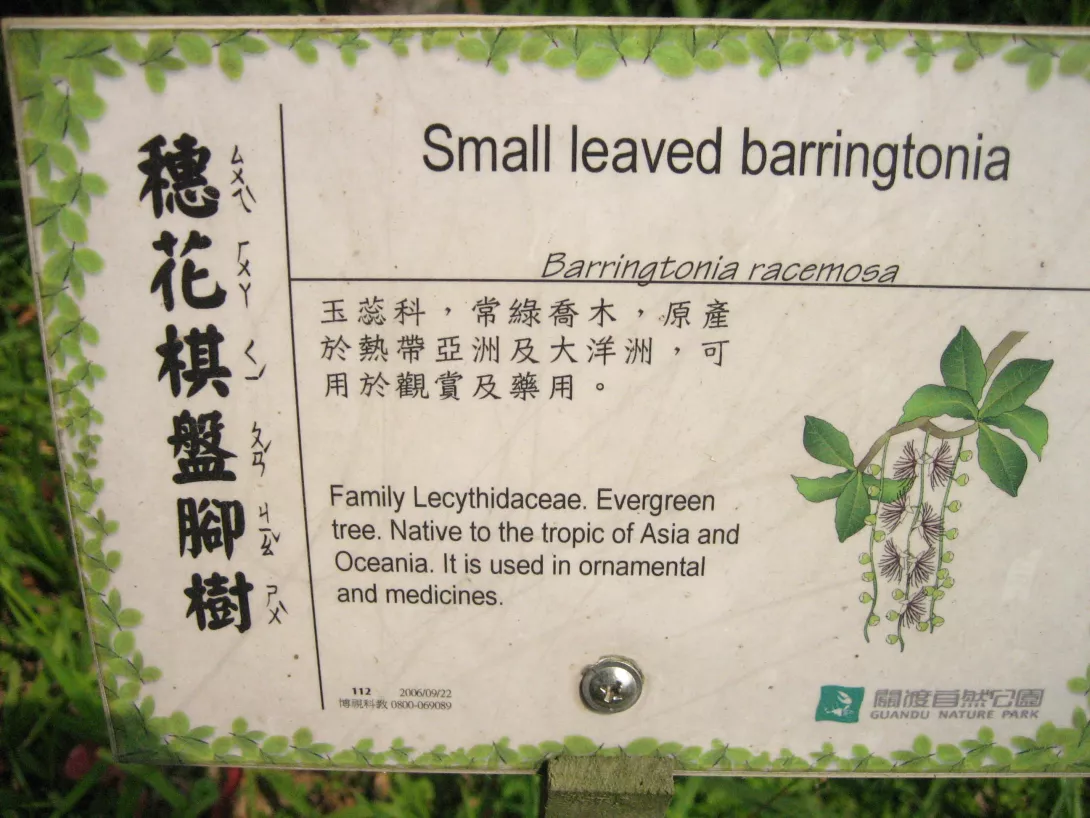 穗花棋盤腳樹
ㄙㄨㄟˋ ㄏㄨㄚ ㄑㄧˊ ㄆㄢˊ ㄐㄧㄠˇ ㄕㄨˋ
Small leaved barringtonia
Barringtonia racemosa
玉蕊科，常綠喬木，原產
於熱帶亞洲及大洋洲，可
用於觀賞及藥用。
Family Lecythidaceae. Evergreen
tree. Native to the tropic of Asia and
Oceania. It is used in ornamental
and medicines.
112 2006/09/22
博視科教 0800-069089
關渡自然公園
GUANDU NATURE PARK